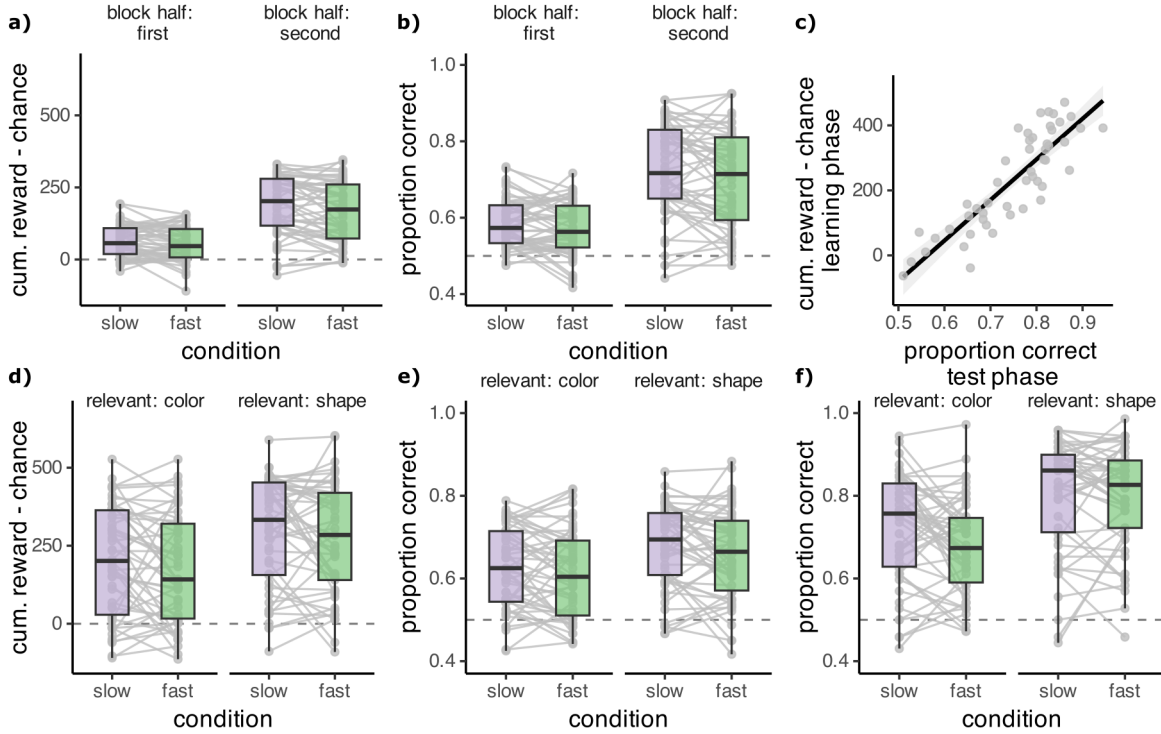 a)
block half:
first
block half:
second
cum. reward - chance
500
250
0
slow
fast
slow
fast
condition
b)
block half:
first
block half:
second
proportion correct
1.0
0.8
0.6
0.4
slow
fast
slow
fast
condition
c)
cum. reward - chance
learning phase
400
200
0
0.5
0.6
0.7
0.8
0.9
proportion correct
test phase
d)
relevant: color
relevant: shape
cum. reward - chance
500
250
0
slow
fast
slow
fast
condition
e)
relevant: color
relevant: shape
proportion correct
1.0
0.8
0.6
0.4
slow
fast
slow
fast
condition
f)
relevant: color
relevant: shape
proportion correct
1.0
0.8
0.6
0.4
slow
fast
slow
fast
condition